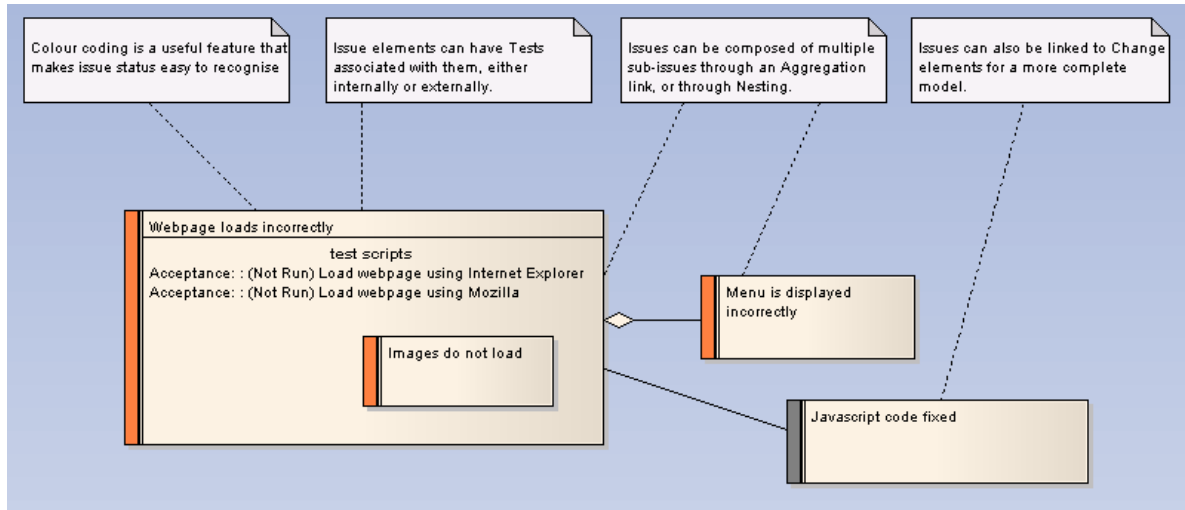 Colour coding is a useful feature that
makes issue status easy to recognise
Issue elements can have Tests
associated with them, either
internally or externally.
Issues can be composed of multiple
sub-issues through an Aggregation
link, or through Nesting.
Issues can also be linked to Change
elements for a more complete
model.
Webpage loads incorrectly
test scripts
Acceptance: : (Not Run) Load webpage using Internet Explorer
Acceptance: : (Not Run) Load webpage using Mozilla
Images do not load
Menu is displayed
incorrectly
Javascript code fixed